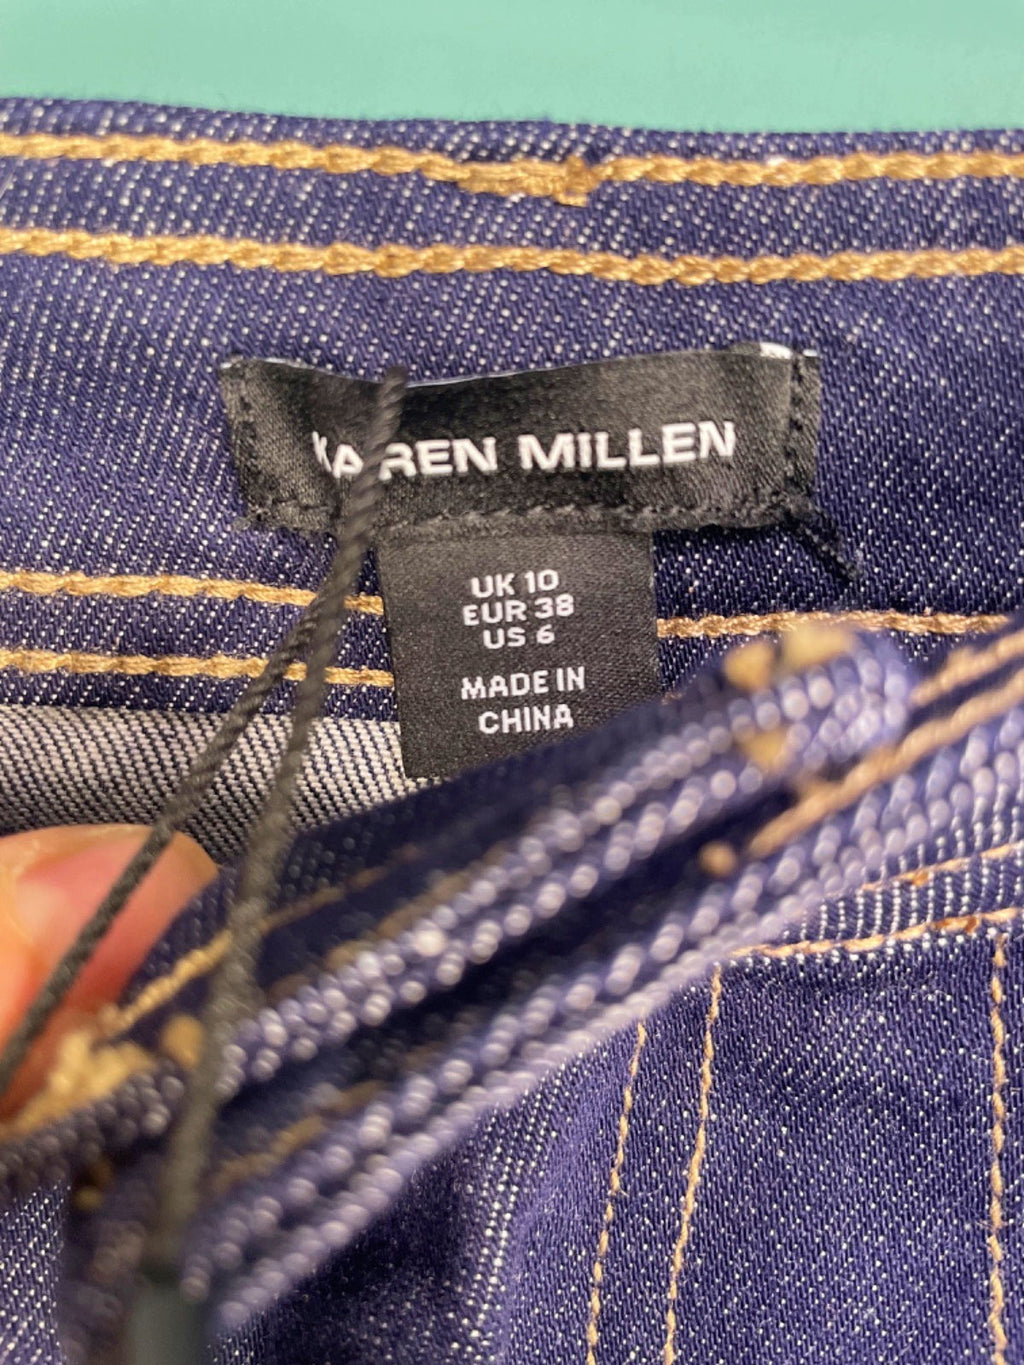 KAREN MILLEN
UK 10
EUR 38
US 6
MADE IN
CHINA